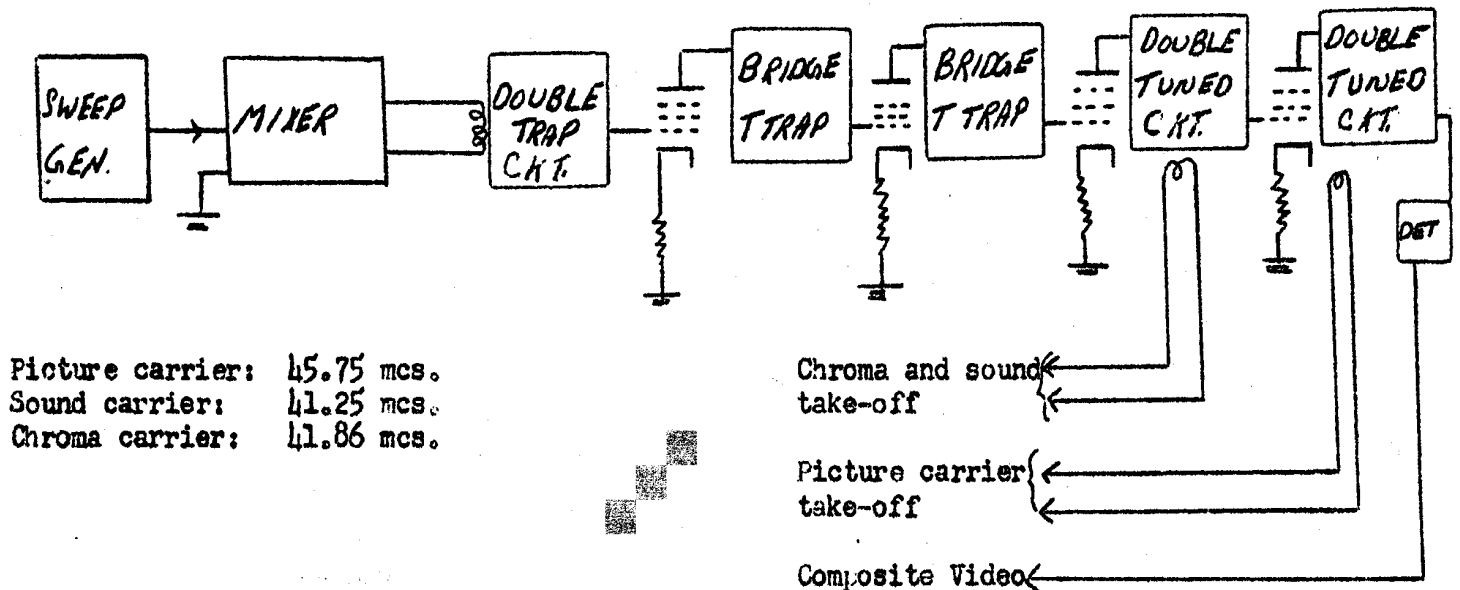 SWEEP
GEN.
MIXER
DOUBLE
TRAP
CKT.
BRIDGE
T TRAP
BRIDGE
T TRAP
DOUBLE
TUNED
CKT.
DOUBLE
TUNED
CKT.
DET
Picture carrier: 45.75 mcs.
Sound carrier: 41.25 mcs.
Chroma carrier: 41.86 mcs.
Chroma and sound
take-off
Picture carrier
take-off
Composite Video